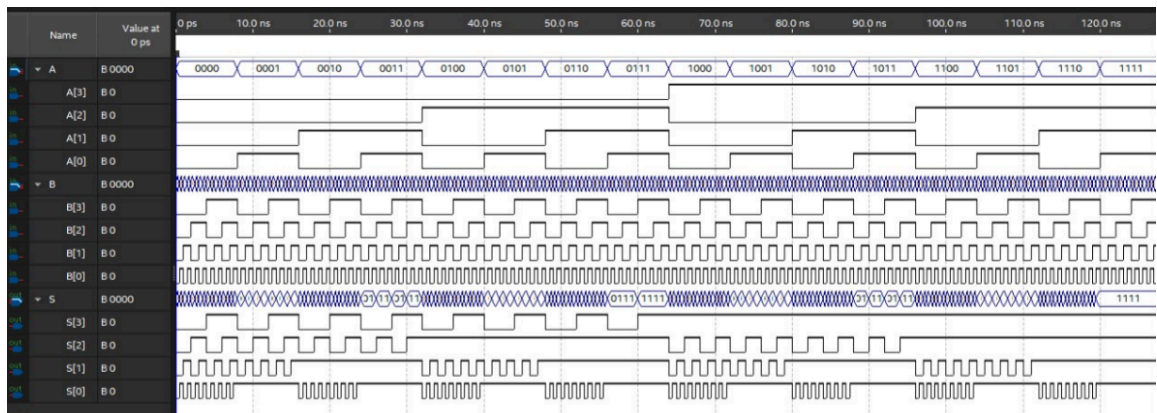 Name Value at 0 ps 0 ps 10.0 ns 20.0 ns 30.0 ns 40.0 ns 50.0 ns 60.0 ns 70.0 ns 80.0 ns 90.0 ns 100.0 ns 110.0 ns 120.0 ns
A B 0000 0000 0001 0010 0011 0100 0101 0110 0111 1000 1001 1010 1011 1100 1101 1110 1111
A[3] B 0
A[2] B 0
A[1] B 0
A[0] B 0
B B 0000
B[3] B 0
B[2] B 0
B[1] B 0
B[0] B 0
S B 0000 0111 1111 1111
S[3] B 0
S[2] B 0
S[1] B 0
S[0] B 0